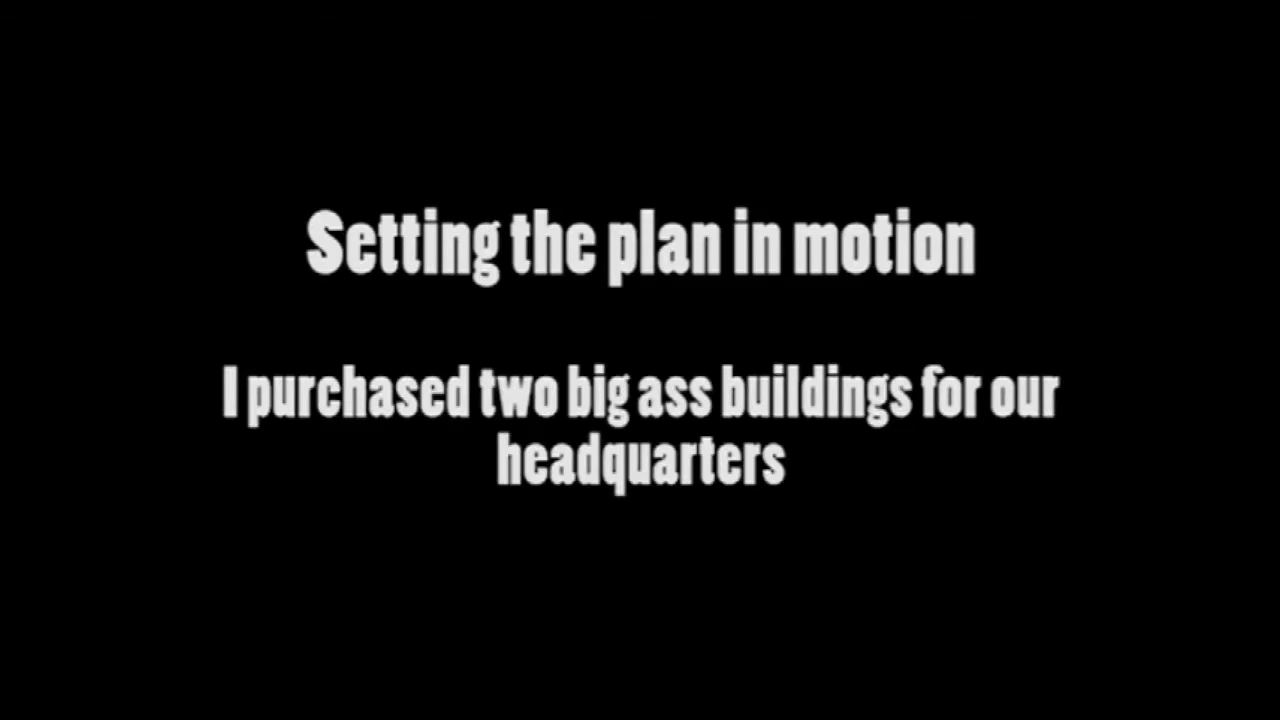 Setting the plan in motion
I purchased two big ass buildings for our
headquarters